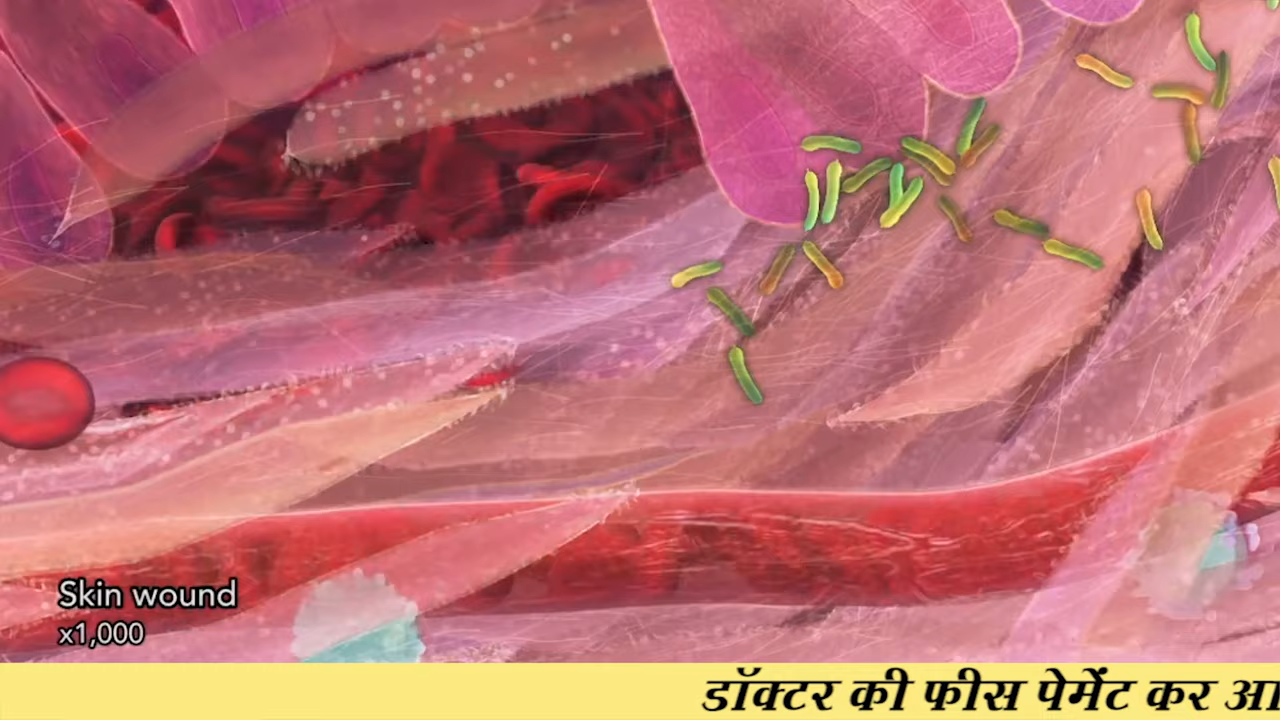 Skin wound
x1,000
डॉक्टर की फीस पेमेंट कर आ